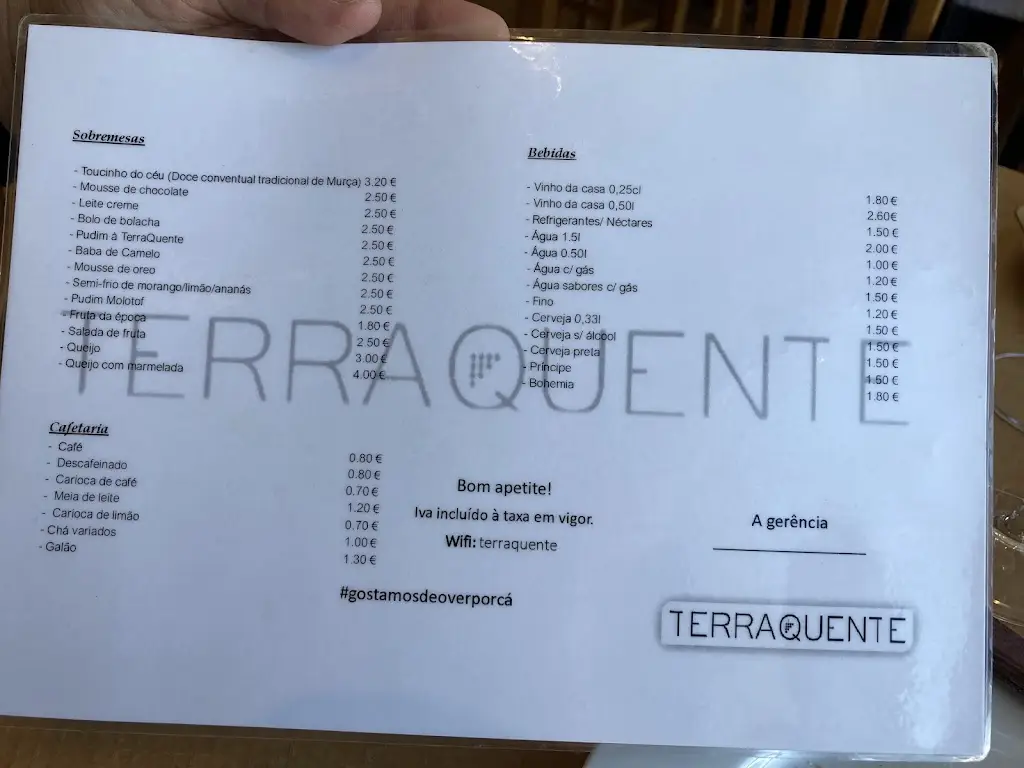 Sobremesas
- Toucinho do céu (Doce conventual tradicional de Murça) 3.20 €
- Mousse de chocolate 2.50 €
- Leite creme 2.50 €
- Bolo de bolacha 2.50 €
- Pudim à TerraQuente 2.50 €
- Baba de Camelo 2.50 €
- Mousse de oreo 2.50 €
- Semi-frio de morango/limão/ananás 2.50 €
- Pudim Molotof 2.50 €
- Fruta da época 1.80 €
- Salada de fruta 2.50 €
- Queijo 3.00 €
- Queijo com marmelada 4.00 €
Bebidas
- Vinho da casa 0,25cl 1.80 €
- Vinho da casa 0,50l 2.60€
- Refrigerantes/ Néctares 1.50 €
- Água 1.5l 2.00 €
- Água 0.50l 1.00 €
- Água c/ gás 1.20 €
- Água sabores c/ gás 1.50 €
- Fino 1.20 €
- Cerveja 0,33l 1.50 €
- Cerveja s/ álcool 1.50 €
- Cerveja preta 1.50 €
- Príncipe 1.50 €
- Bohemia 1.80 €
TERRAQUENTE
Cafetaria
- Café 0.80 €
- Descafeinado 0.80 €
- Carioca de café 0.70 €
- Meia de leite 1.20 €
- Carioca de limão 0.70 €
- Chá variados 1.00 €
- Galão 1.30 €
Bom apetite!
Iva incluído à taxa em vigor.
Wifi: terraquente
#gostamosdeoverporcá
A gerência
TERRAQUENTE